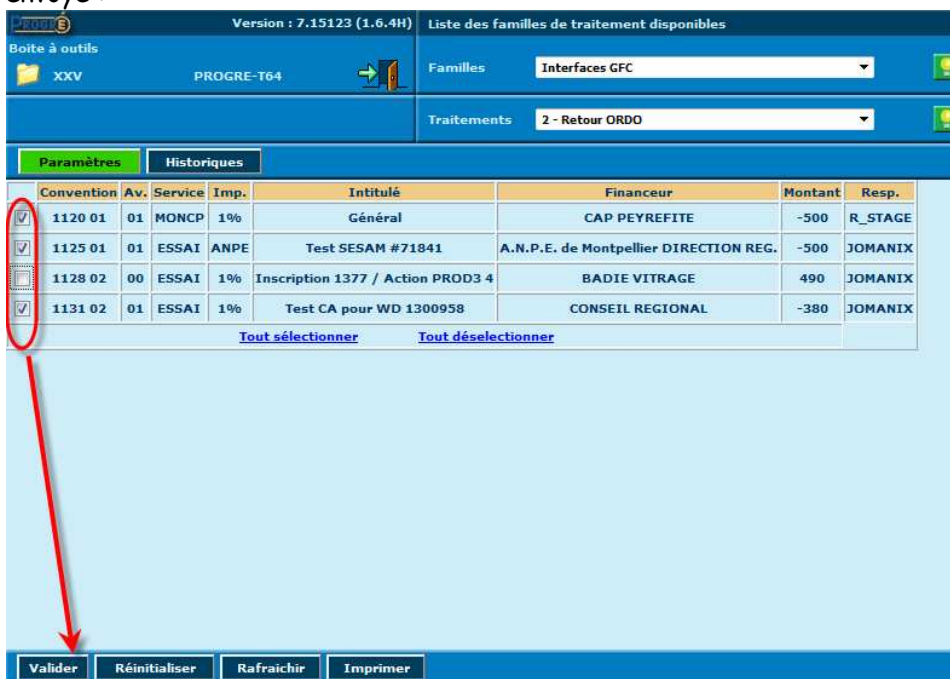 PROGRÉ Version : 7.15123 (1.6.4H) Liste des familles de traitement disponibles
Boite à outils
XXV PROGRE-T64 Familles Interfaces GFC
Traitements 2 - Retour ORDO
Paramètres Historiques
Convention Av. Service Imp. Intitulé Financeur Montant Resp.
1120 01 01 MONCP 1% Général CAP PEYREFITE -500 R_STAGE
1125 01 01 ESSAI ANPE Test SESAM #71841 A.N.P.E. de Montpellier DIRECTION REG. -500 JOMANIX
1128 02 00 ESSAI 1% Inscription 1377 / Action PROD3 4 BADIE VITRAGE 490 JOMANIX
1131 02 01 ESSAI 1% Test CA pour WD 1300958 CONSEIL REGIONAL -380 JOMANIX
Tout sélectionner Tout déselectionner
Valider Réinitialiser Rafraichir Imprimer